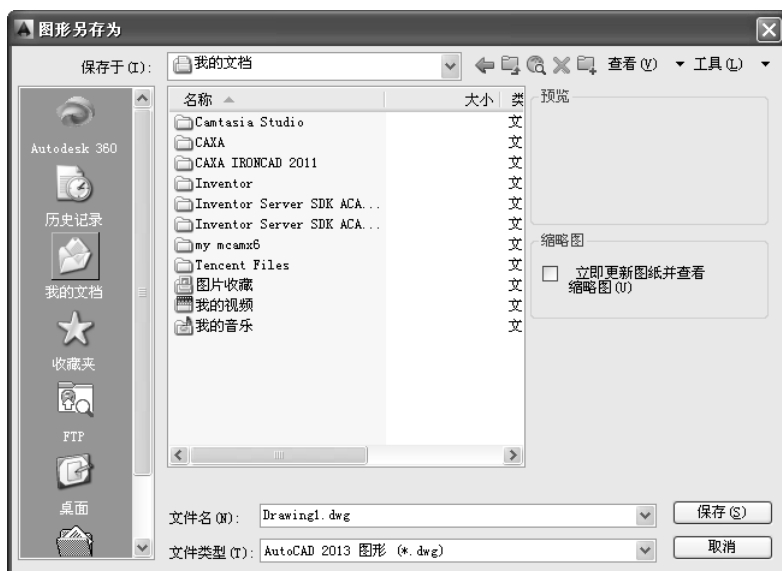 图形另存为
保存于(I):
我的文档
查看(V)
工具(L)
Autodesk 360
历史记录
我的文档
收藏夹
FTP
桌面
名称
大小
类
Camtasia Studio
文
CAXA
文
CAXA IRONCAD 2011
文
Inventor
文
Inventor Server SDK ACA...
文
Inventor Server SDK ACA...
文
my mcamx6
文
Tencent Files
文
图片收藏
文
我的视频
文
我的音乐
文
预览
缩略图
立即更新图纸并查看
缩略图(U)
文件名(N):
Drawing1.dwg
保存(S)
文件类型(T):
AutoCAD 2013 图形 (*.dwg)
取消